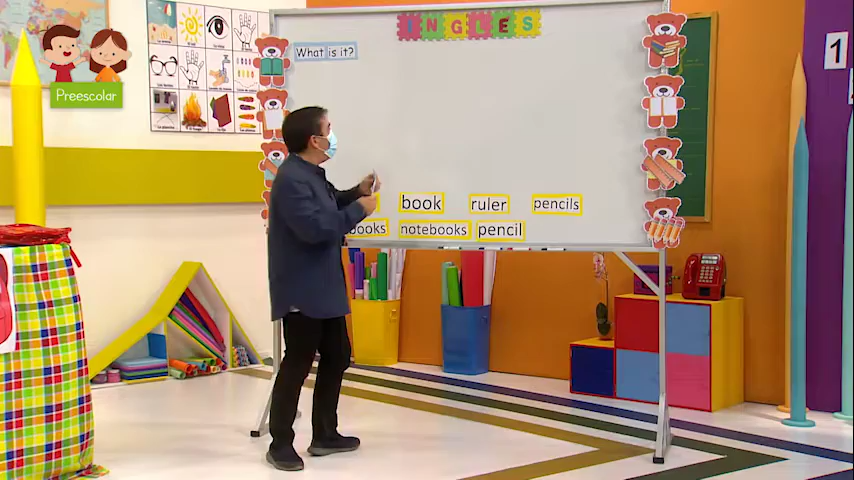 INGLES
What is it?
Preescolar
1
book
ruler
pencils
books
notebooks
pencil